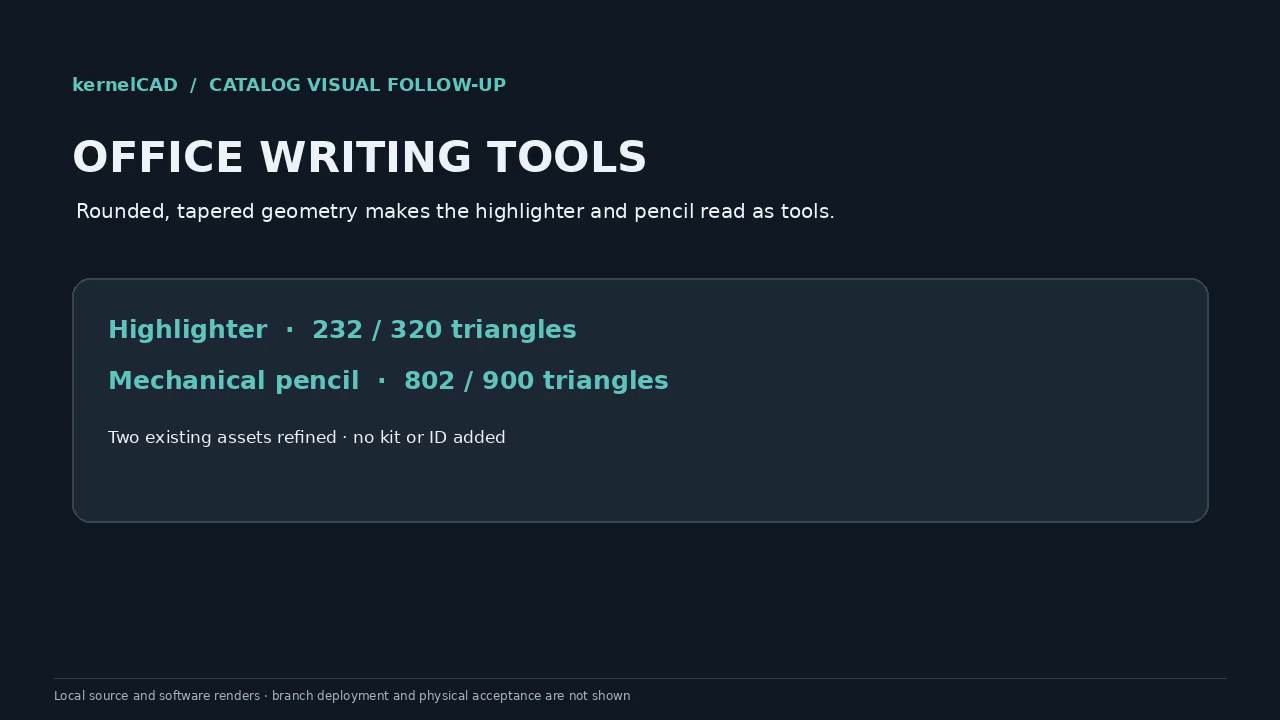 kernelCAD / CATALOG VISUAL FOLLOW-UP
OFFICE WRITING TOOLS
Rounded, tapered geometry makes the highlighter and pencil read as tools.
Highlighter · 232 / 320 triangles
Mechanical pencil · 802 / 900 triangles
Two existing assets refined · no kit or ID added
Local source and software renders · branch deployment and physical acceptance are not shown